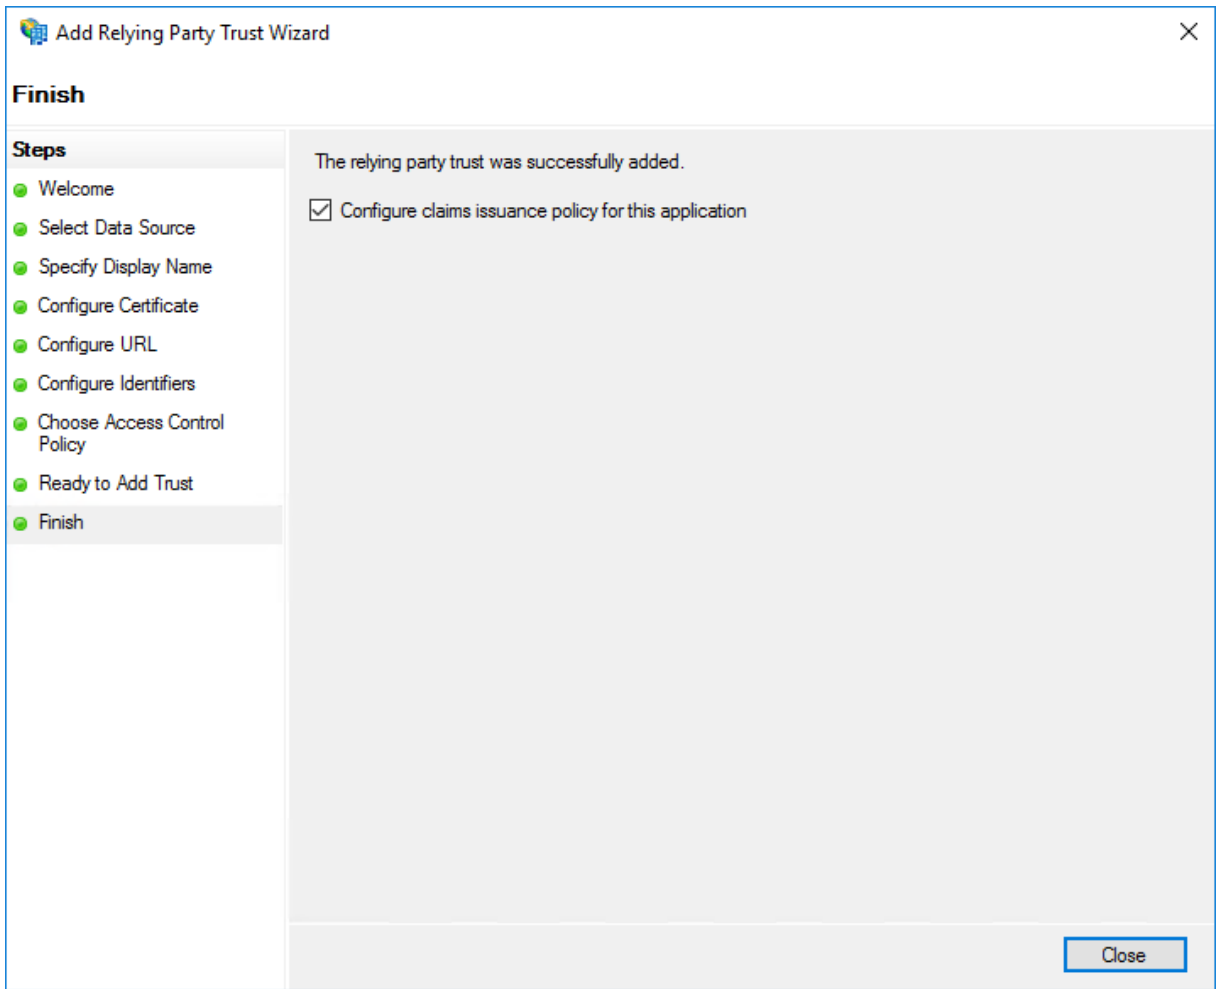 Add Relying Party Trust Wizard
Finish
Steps
Welcome
Select Data Source
Specify Display Name
Configure Certificate
Configure URL
Configure Identifiers
Choose Access Control
Policy
Ready to Add Trust
Finish
The relying party trust was successfully added.
Configure claims issuance policy for this application
Close